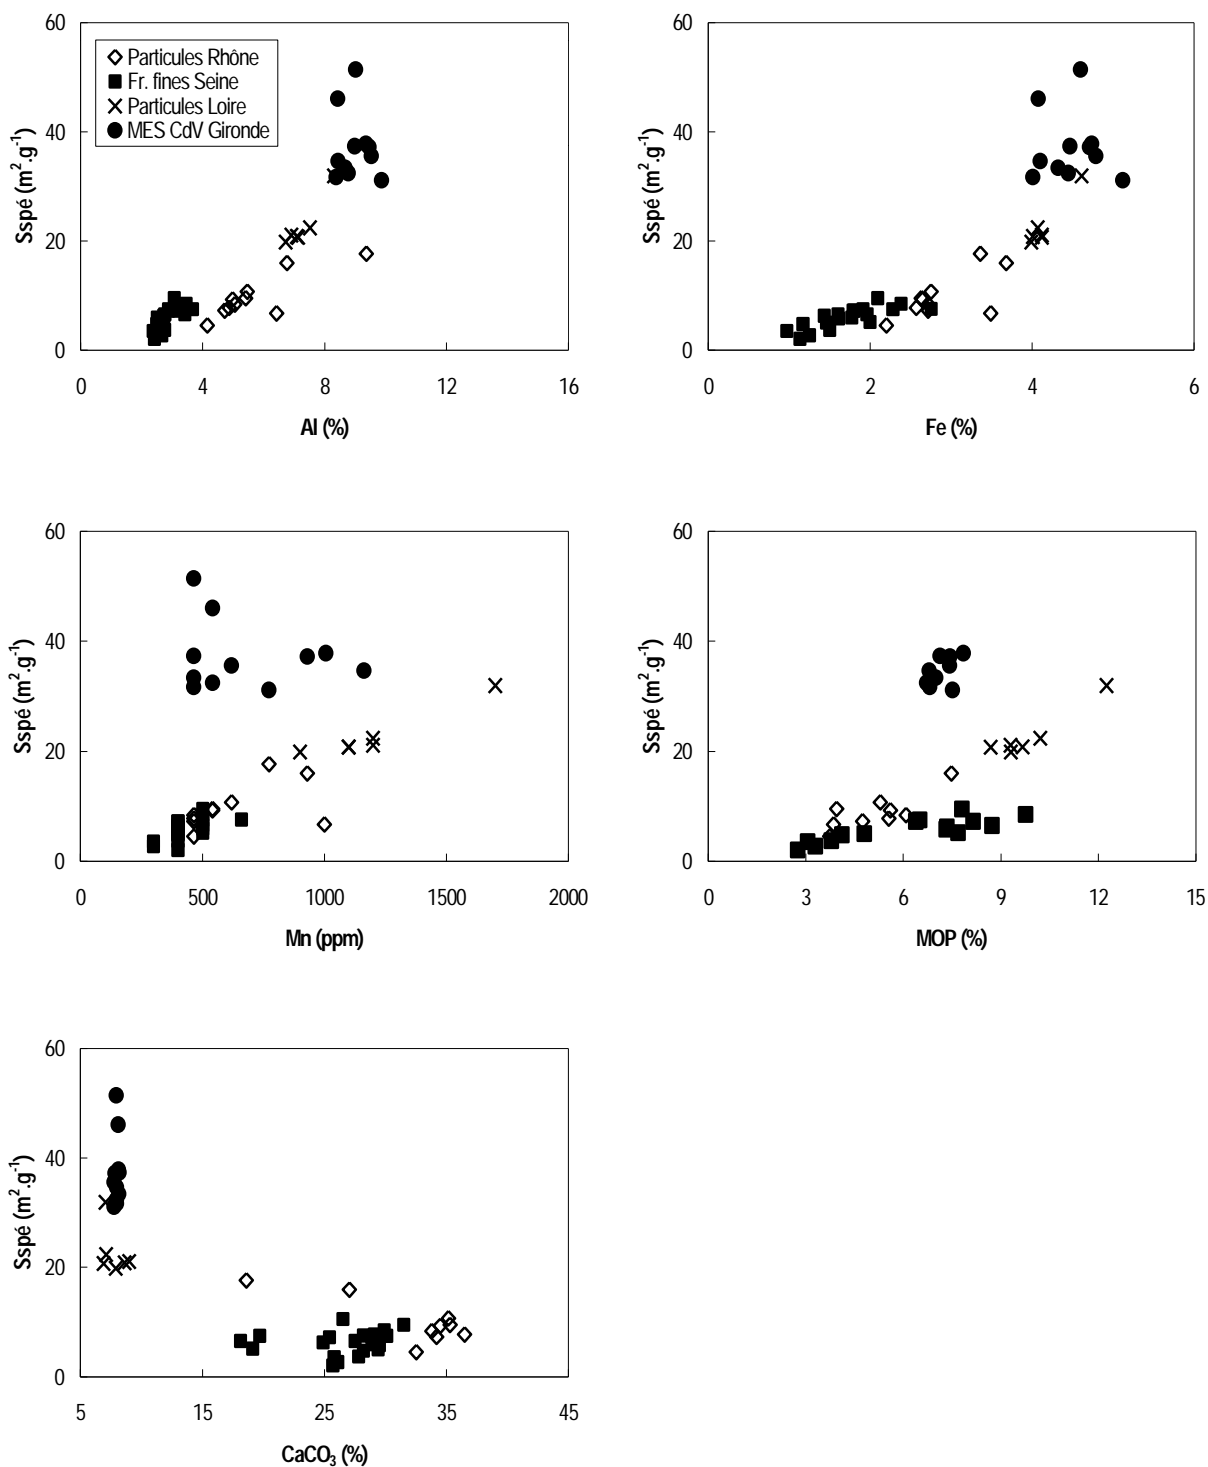 60
40
20
0
Sspé (m².g⁻¹)
Particules Rhône
Fr. fines Seine
Particules Loire
MES CdV Gironde
0 4 8 12 16
Al (%)
60
40
20
0
Sspé (m².g⁻¹)
0 2 4 6
Fe (%)
60
40
20
0
Sspé (m².g⁻¹)
0 500 1000 1500 2000
Mn (ppm)
60
40
20
0
Sspé (m².g⁻¹)
0 3 6 9 12 15
MOP (%)
60
40
20
0
Sspé (m².g⁻¹)
5 15 25 35 45
CaCO₃ (%)